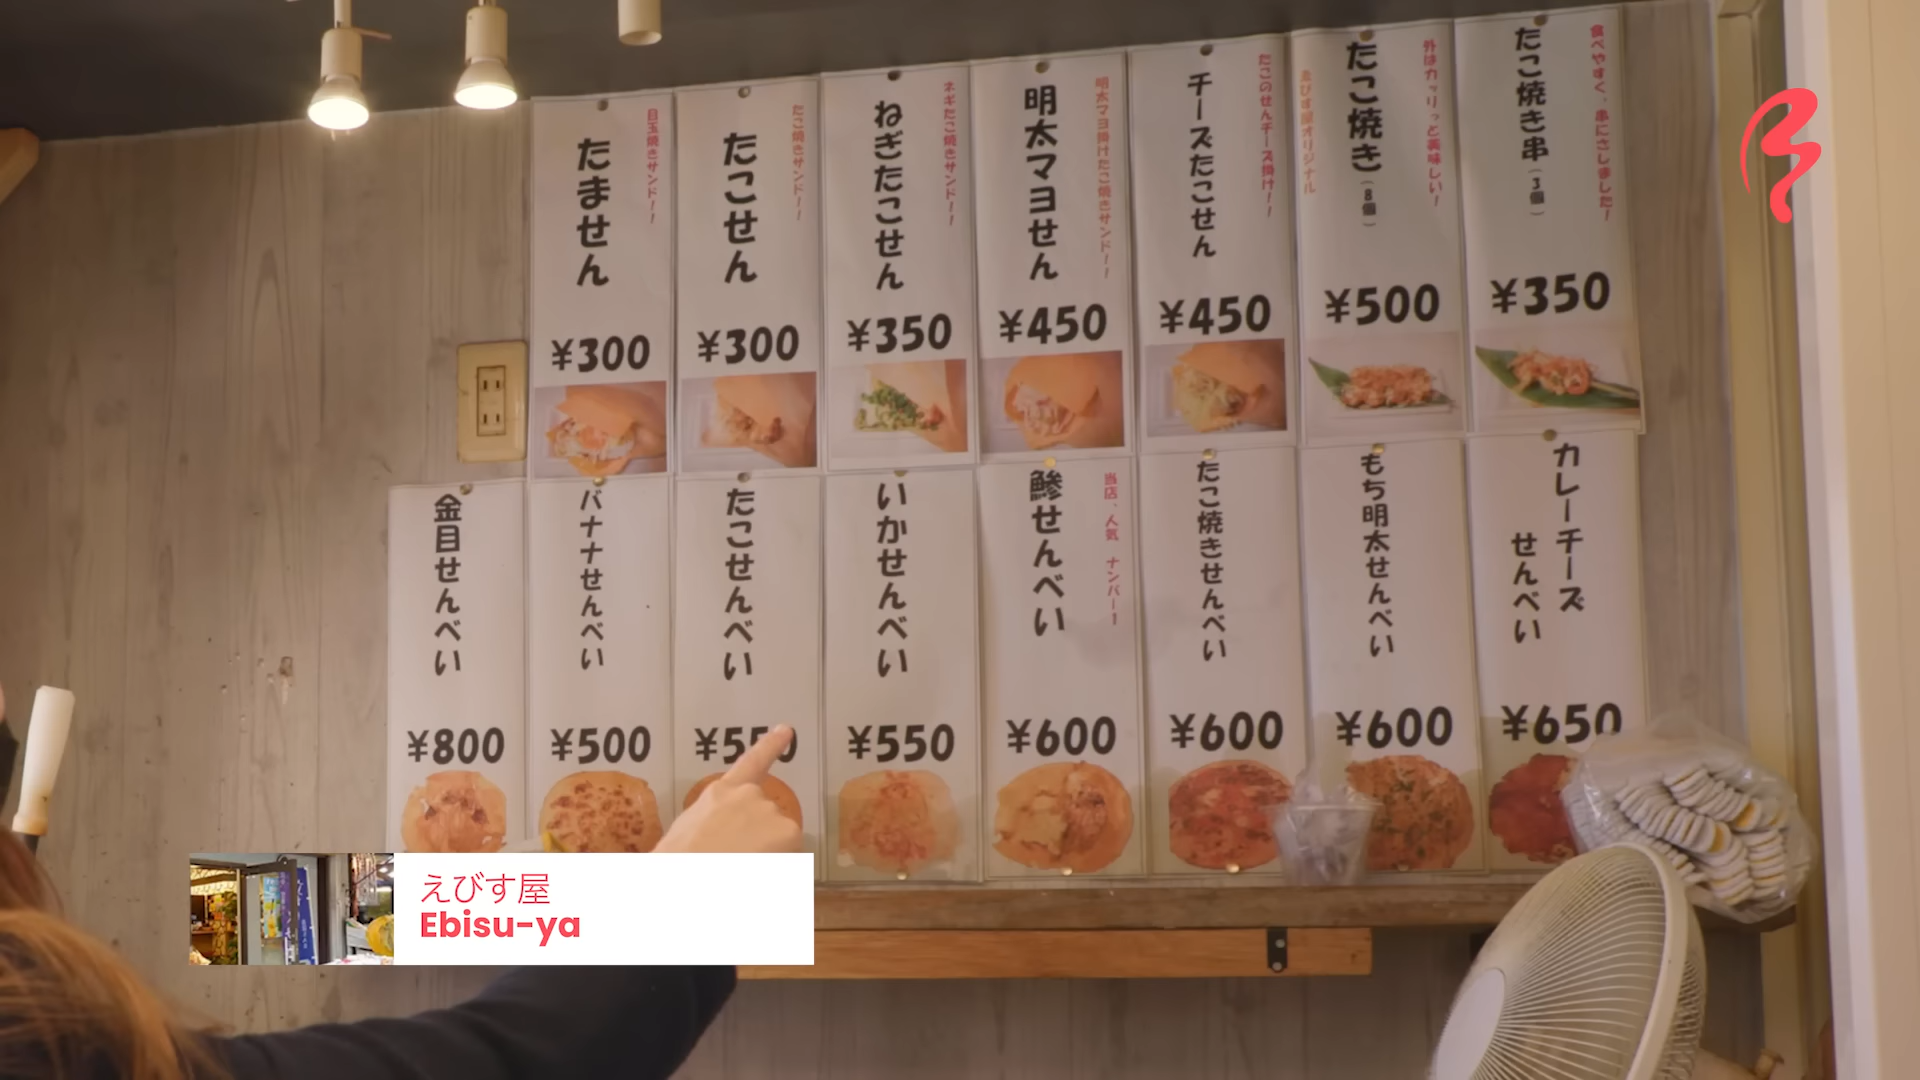 たません
目玉焼きサンド！！
¥300
たこせん
たこ焼きサンド！！
¥300
ねぎたこせん
ネギたこ焼きサンド！！
¥350
明太マヨせん
明太マヨ掛けたこ焼きサンド！！
¥450
チーズたこせん
たこのせんチーズ掛け！！
¥450
たこ焼き（8個）
外はカリっと美味しい！
ゑびす屋オリジナル
¥500
たこ焼き串（3個）
食べやすく、串にさしました！
¥350
金目せんべい
¥800
バナナせんべい
¥500
たこせんべい
¥550
いかせんべい
¥550
鯵せんべい
当店、人気 ナンバー1
¥600
たこ焼きせんべい
¥600
もち明太せんべい
¥600
カレーチーズ
せんべい
¥650
えびす屋
Ebisu-ya